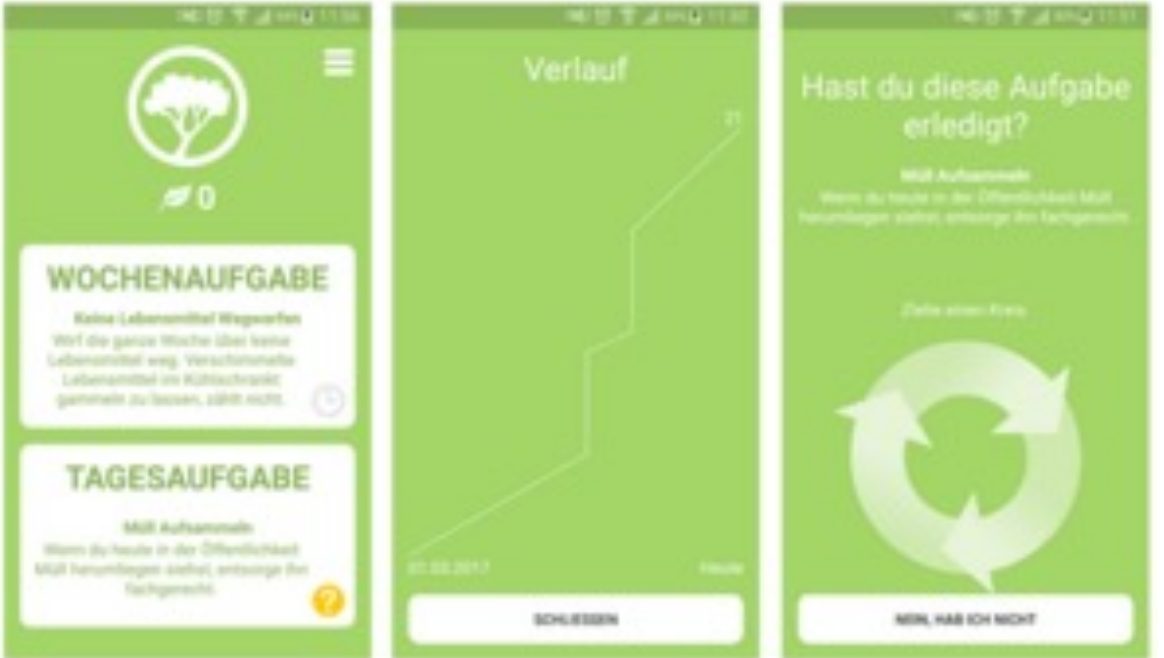 0
WOCHENAUFGABE
Keine Lebensmittel Wegwerfen
Wirf die ganze Woche über keine
Lebensmittel weg. Verschimmelte
Lebensmittel im Kühlschrank
gammeln zu lassen, zählt nicht.
TAGESAUFGABE
Müll Aufsammeln
Wenn du heute in der Öffentlichkeit
Müll herumliegen siehst, entsorge ihn
fachgerecht.
Verlauf
21
Heute
SCHLIESSEN
Hast du diese Aufgabe
erledigt?
Müll Aufsammeln
Wenn du heute in der Öffentlichkeit Müll
herumliegen siehst, entsorge ihn fachgerecht.
Ziehe einen Kreis
NEIN, HAB ICH NICHT